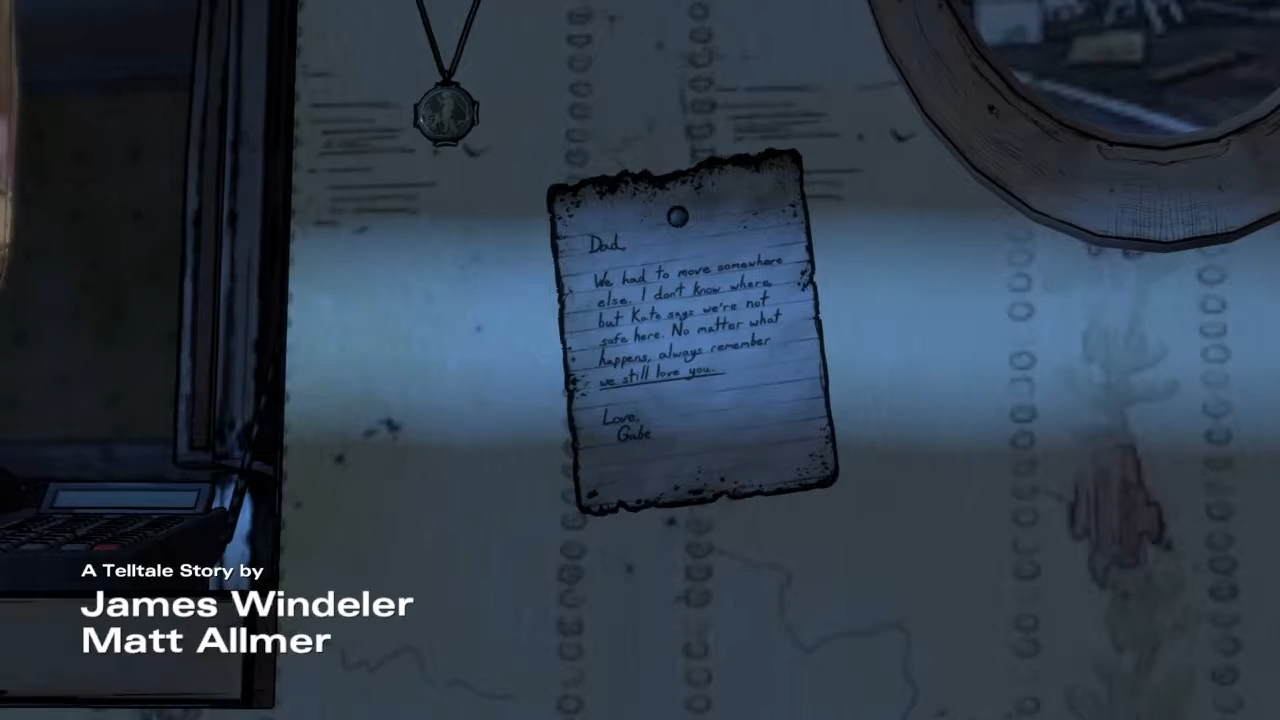 Dad,
We had to move somewhere
else. I don't know where
but Kate says we're not
safe here. No matter what
happens, always remember
we still love you.
Love,
Gabe
A Telltale Story by
James Windeler
Matt Allmer